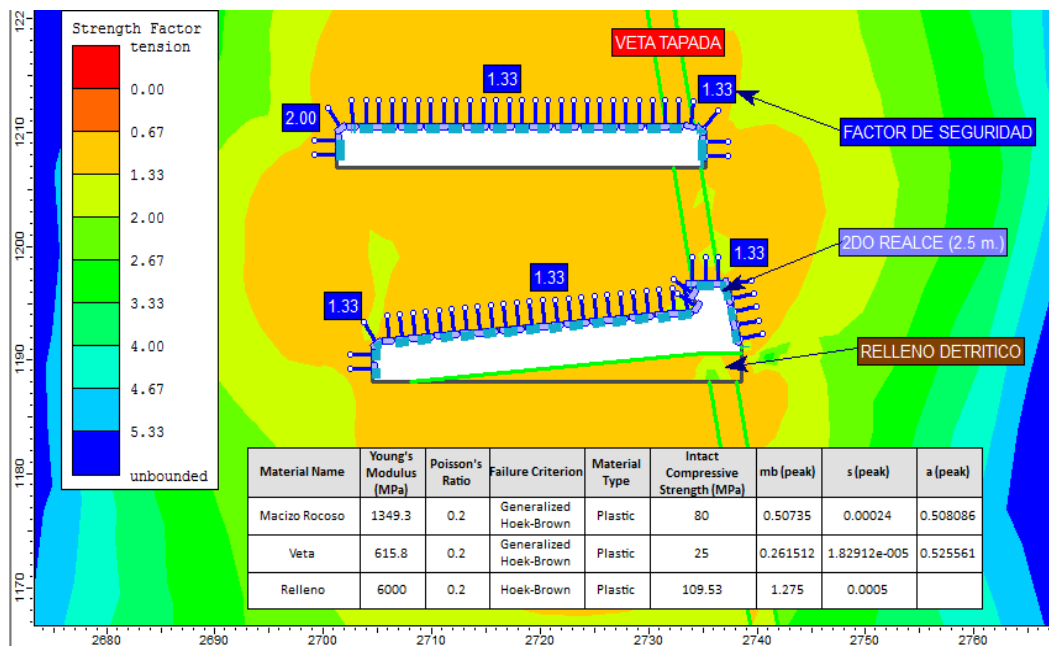 Strength Factor
tension
0.00
0.67
1.33
2.00
2.67
3.33
4.00
4.67
5.33
unbounded
VETA TAPADA
1.33
1.33
2.00
FACTOR DE SEGURIDAD
2DO REALCE (2.5 m.)
1.33
1.33
1.33
RELLENO DETRITICO
Material Name Young's Modulus (MPa) Poisson's Ratio Failure Criterion Material Type Intact Compressive Strength (MPa) mb (peak) s (peak) a (peak)
Macizo Rocoso 1349.3 0.2 Generalized Hoek-Brown Plastic 80 0.50735 0.00024 0.508086
Veta 615.8 0.2 Generalized Hoek-Brown Plastic 25 0.261512 1.82912e-005 0.525561
Relleno 6000 0.2 Hoek-Brown Plastic 109.53 1.275 0.0005
122
1210
1200
1190
1180
1170
2680 2690 2700 2710 2720 2730 2740 2750 2760